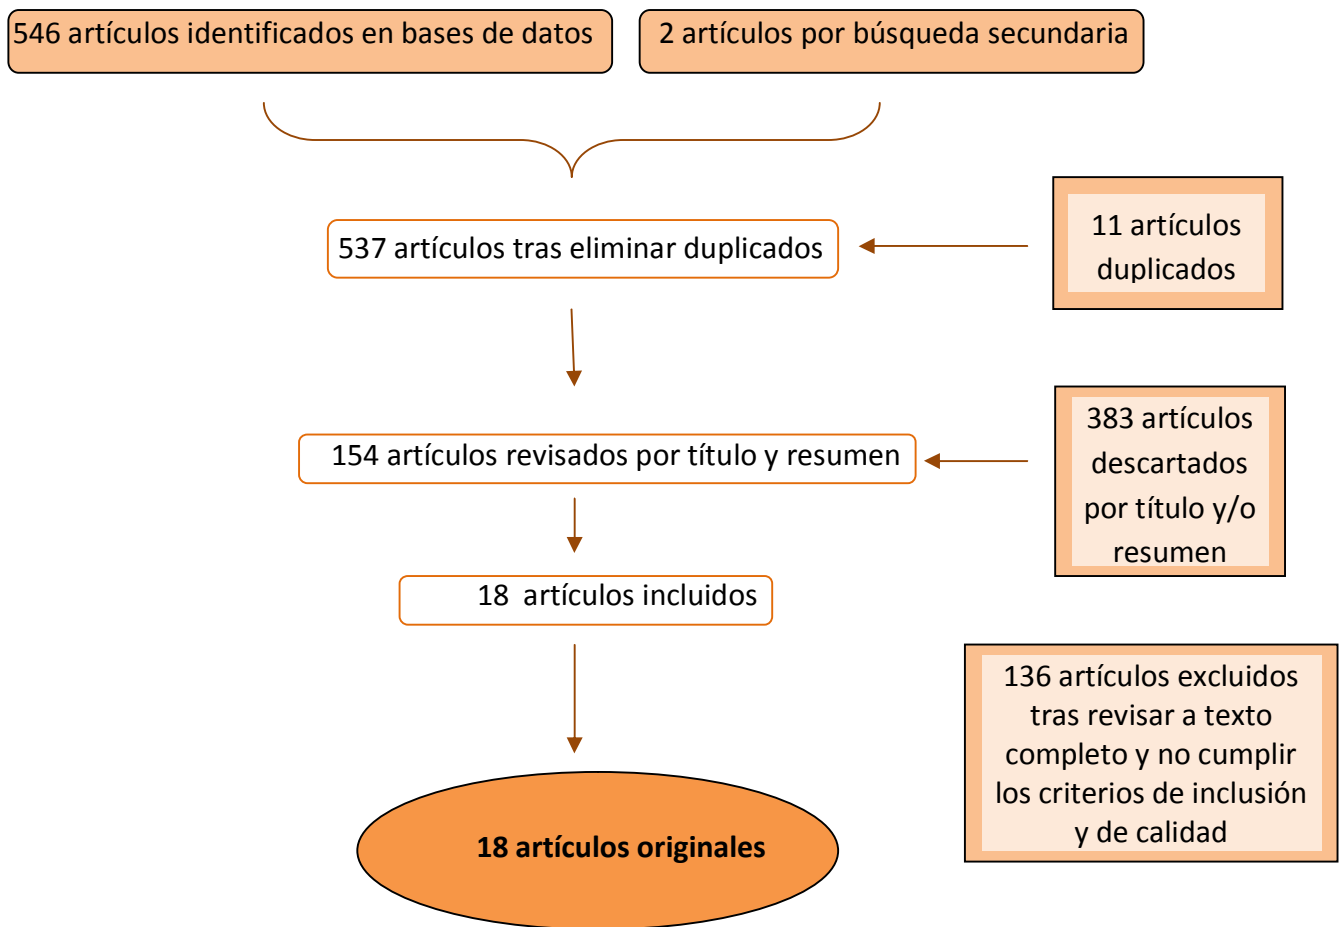 546 artículos identificados en bases de datos
2 artículos por búsqueda secundaria
537 artículos tras eliminar duplicados
11 artículos
duplicados
154 artículos revisados por título y resumen
383 artículos
descartados
por título y/o
resumen
18 artículos incluidos
136 artículos excluidos
tras revisar a texto
completo y no cumplir
los criterios de inclusión
y de calidad
18 artículos originales